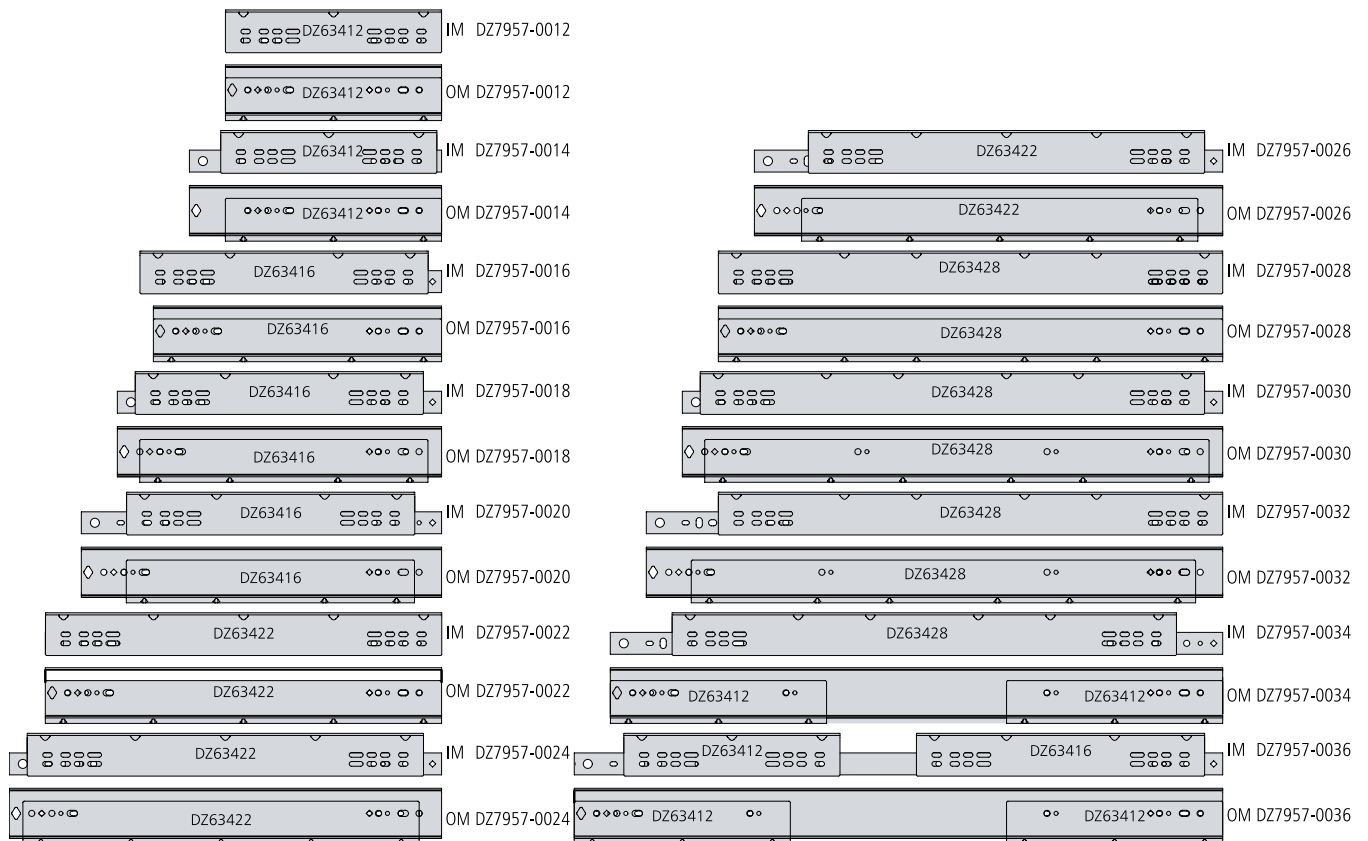 DZ63412 IM DZ7957-0012
DZ63412 OM DZ7957-0012
DZ63412 IM DZ7957-0014
DZ63412 OM DZ7957-0014
DZ63416 IM DZ7957-0016
DZ63416 OM DZ7957-0016
DZ63416 IM DZ7957-0018
DZ63416 OM DZ7957-0018
DZ63416 IM DZ7957-0020
DZ63416 OM DZ7957-0020
DZ63422 IM DZ7957-0022
DZ63422 OM DZ7957-0022
DZ63422 IM DZ7957-0024
DZ63422 OM DZ7957-0024
DZ63422 IM DZ7957-0026
DZ63422 OM DZ7957-0026
DZ63428 IM DZ7957-0028
DZ63428 OM DZ7957-0028
DZ63428 IM DZ7957-0030
DZ63428 OM DZ7957-0030
DZ63428 IM DZ7957-0032
DZ63428 OM DZ7957-0032
DZ63428 IM DZ7957-0034
DZ63412 DZ63412 OM DZ7957-0034
DZ63412 DZ63416 IM DZ7957-0036
DZ63412 DZ63412 OM DZ7957-0036